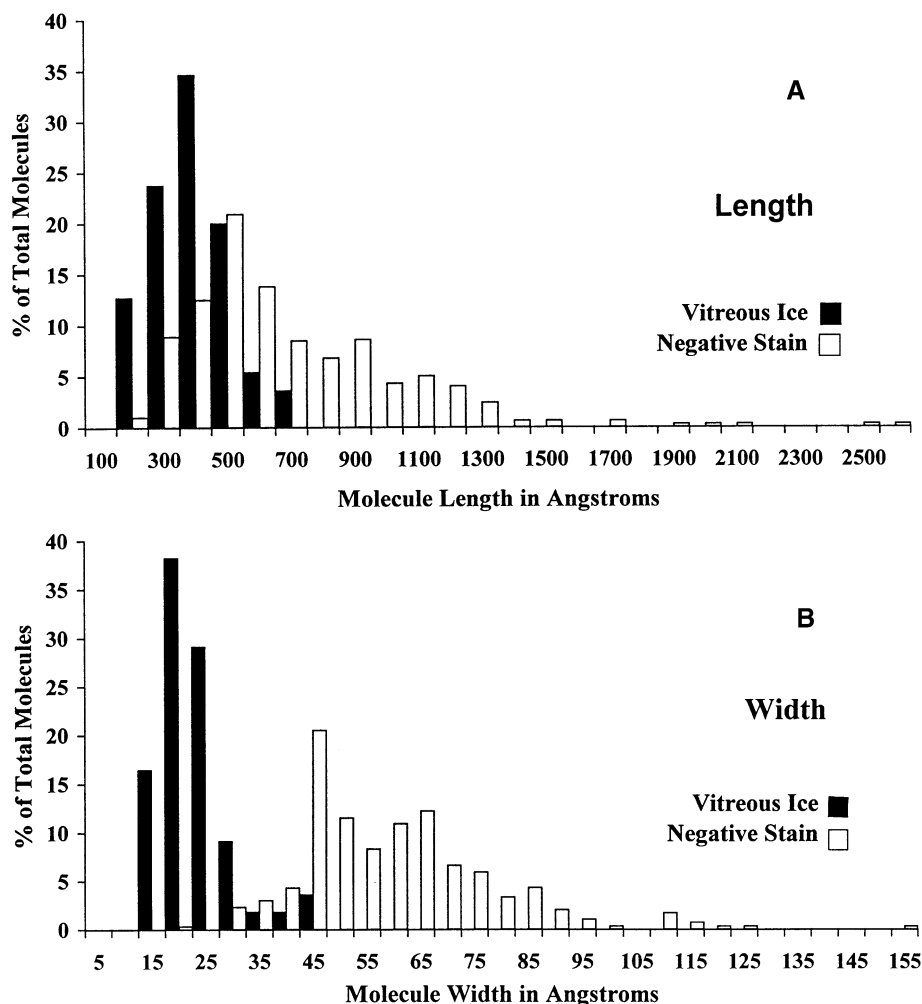 40
A
35
30
25
Length
20
15
Vitreous Ice
10
Negative Stain
5
0
% of Total Molecules
100 300 500 700 900 1100 1300 1500 1700 1900 2100 2300 2500
Molecule Length in Angstroms
40
B
35
30
25
Width
20
15
Vitreous Ice
Negative Stain
10
5
0
% of Total Molecules
5 15 25 35 45 55 65 75 85 95 105 115 125 135 145 155
Molecule Width in Angstroms